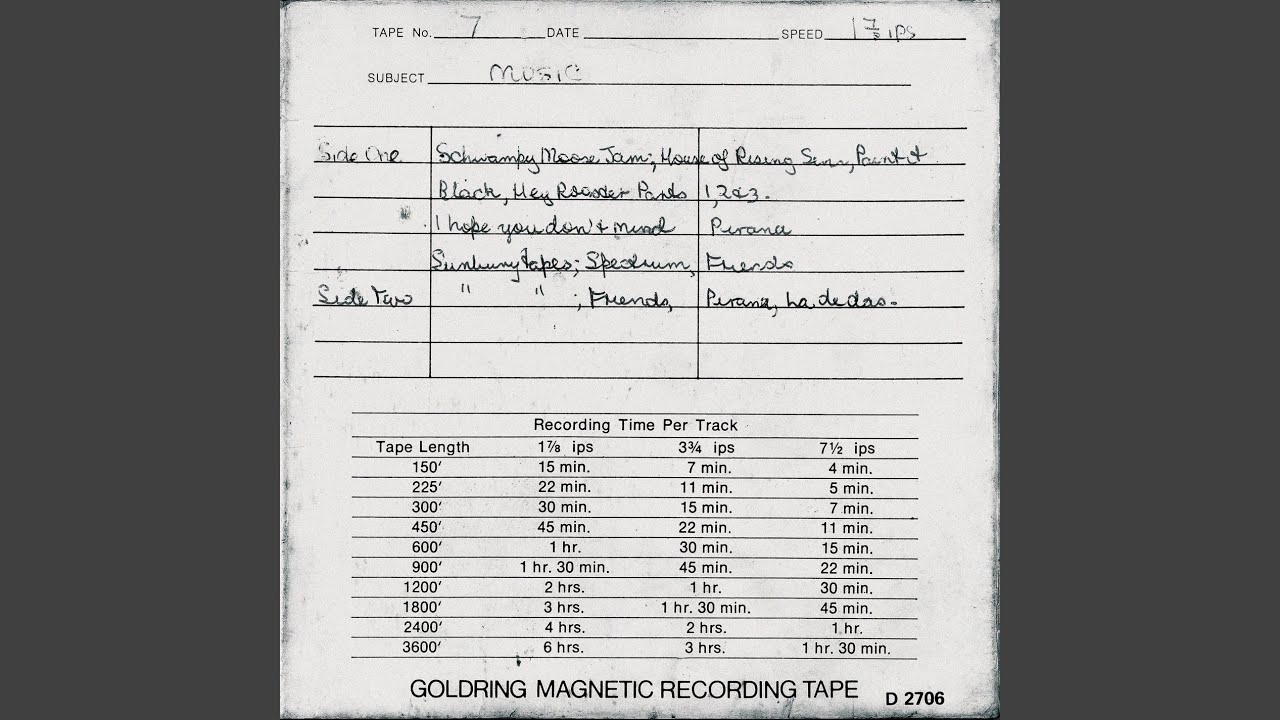 TAPE No. 7 DATE SPEED 1 7/8 ips
SUBJECT MUSIC
Side One Schwampy Moose Jam; House of Rising Sun, Paint it
Black, Hey Rooster Parts 1, 2 & 3.
I hope you don't mind Pirana
Sunbury tapes; Spectrum, Friends
Side Two " " ; Friends, Pirana, La de das.
Recording Time Per Track
Tape Length 1⅞ ips 3¾ ips 7½ ips
150′ 15 min. 7 min. 4 min.
225′ 22 min. 11 min. 5 min.
300′ 30 min. 15 min. 7 min.
450′ 45 min. 22 min. 11 min.
600′ 1 hr. 30 min. 15 min.
900′ 1 hr. 30 min. 45 min. 22 min.
1200′ 2 hrs. 1 hr. 30 min.
1800′ 3 hrs. 1 hr. 30 min. 45 min.
2400′ 4 hrs. 2 hrs. 1 hr.
3600′ 6 hrs. 3 hrs. 1 hr. 30 min.
GOLDRING MAGNETIC RECORDING TAPE D 2706